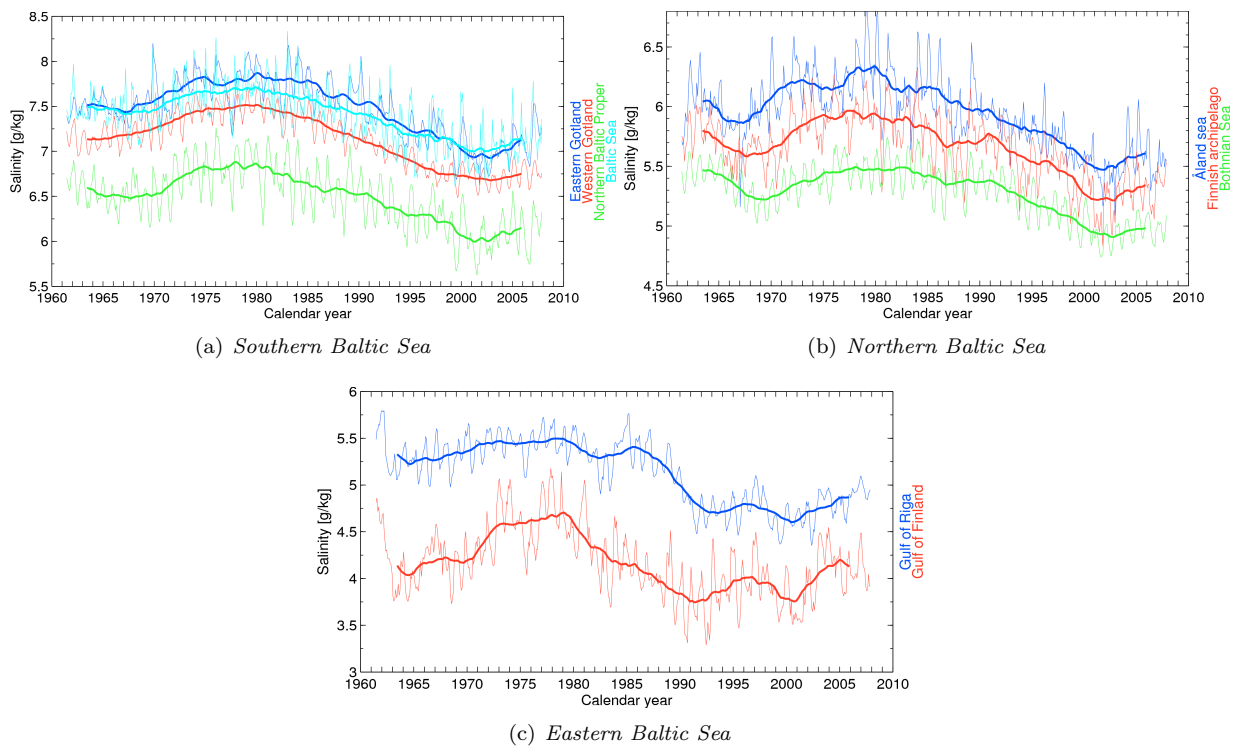 8.5
8
7.5
7
6.5
6
5.5
Salinity [g/kg]
1960 1965 1970 1975 1980 1985 1990 1995 2000 2005 2010
Calendar year
Eastern Gotland
Western Gotland
Northern Baltic Proper
Baltic Sea
(a) Southern Baltic Sea
6.5
6
5.5
5
4.5
Salinity [g/kg]
1960 1965 1970 1975 1980 1985 1990 1995 2000 2005 2010
Calendar year
Åland sea
Finnish archipelago
Bothnian Sea
(b) Northern Baltic Sea
6
5.5
5
4.5
4
3.5
3
Salinity [g/kg]
1960 1965 1970 1975 1980 1985 1990 1995 2000 2005 2010
Calendar year
Gulf of Riga
Gulf of Finland
(c) Eastern Baltic Sea